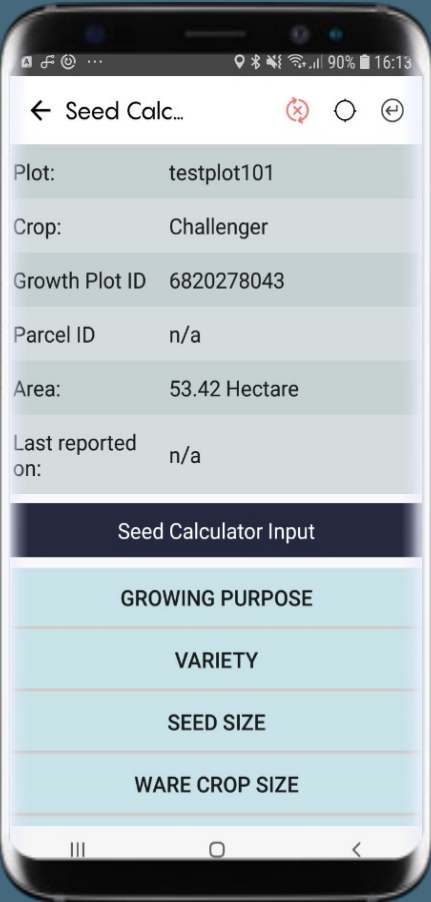 90% 16:13
Seed Calc...
Plot: testplot101
Crop: Challenger
Growth Plot ID 6820278043
Parcel ID n/a
Area: 53.42 Hectare
Last reported
on: n/a
Seed Calculator Input
GROWING PURPOSE
VARIETY
SEED SIZE
WARE CROP SIZE